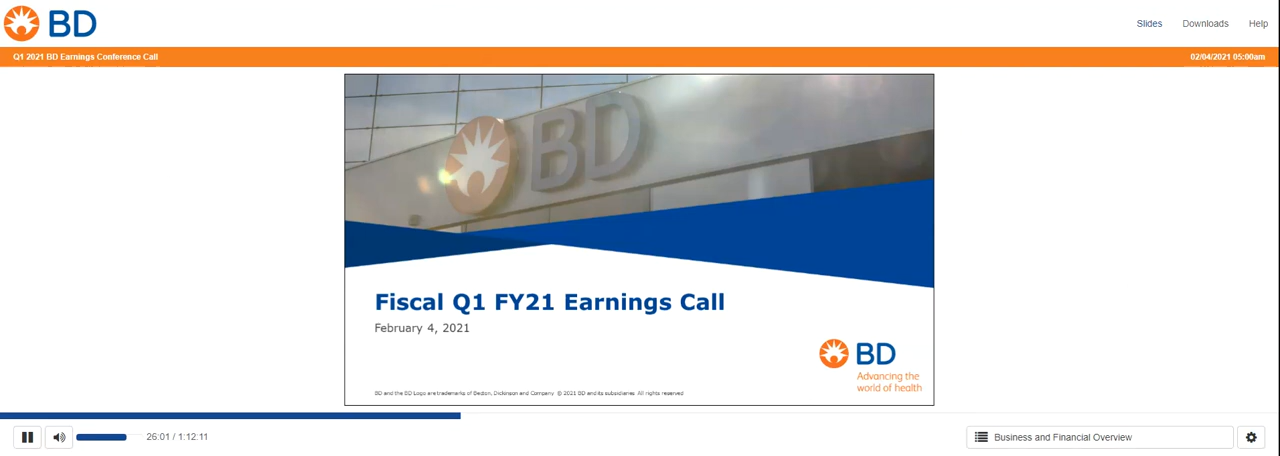 BD
Slides
Downloads
Help
Q1 2021 BD Earnings Conference Call
02/04/2021 05:00am
BD
Fiscal Q1 FY21 Earnings Call
February 4, 2021
BD
Advancing the
world of health
BD and the BD Logo are trademarks of Becton, Dickinson and Company © 2021 BD and its subsidiaries. All rights reserved
26:01 / 1:12:11
Business and Financial Overview